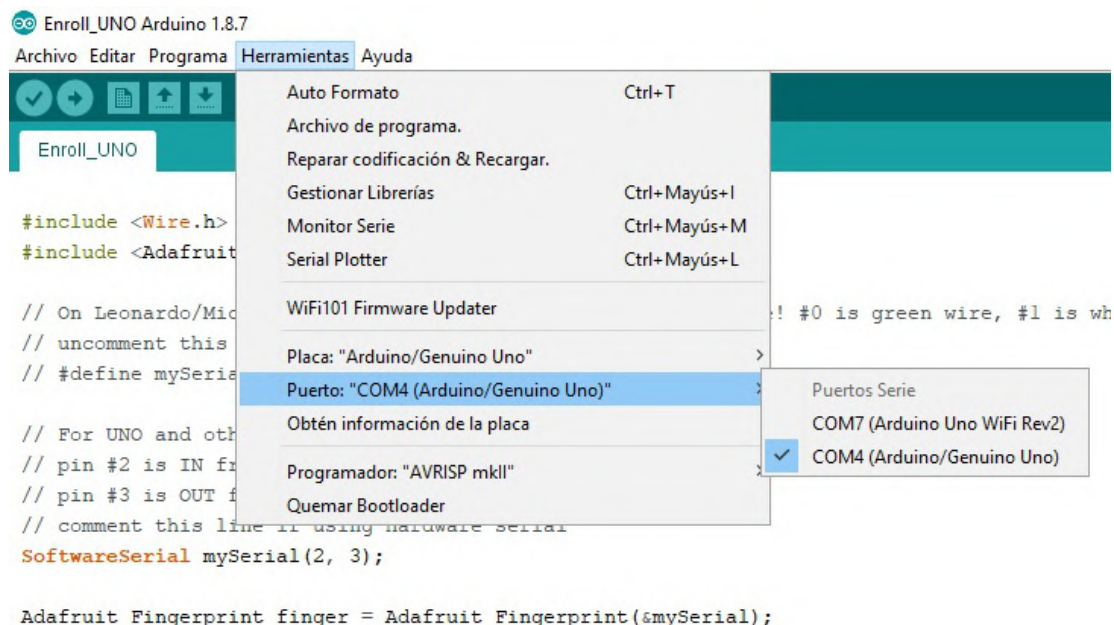 Enroll_UNO Arduino 1.8.7
Archivo Editar Programa Herramientas Ayuda
Auto Formato Ctrl+T
Archivo de programa.
Enroll_UNO
Reparar codificación & Recargar.
Gestionar Librerías Ctrl+Mayús+I
#include <Wire.h>
Monitor Serie Ctrl+Mayús+M
#include <Adafruit
Serial Plotter Ctrl+Mayús+L
WiFi101 Firmware Updater
// On Leonardo/Mic ! #0 is green wire, #1 is wh
// uncomment this
Placa: "Arduino/Genuino Uno"
// #define mySeria
Puerto: "COM4 (Arduino/Genuino Uno)"
Puertos Serie
Obtén información de la placa
COM7 (Arduino Uno WiFi Rev2)
// For UNO and oth
COM4 (Arduino/Genuino Uno)
// pin #2 is IN fr
Programador: "AVRISP mkII"
// pin #3 is OUT f
Quemar Bootloader
// comment this line if using hardware serial
SoftwareSerial mySerial(2, 3);
Adafruit_Fingerprint finger = Adafruit_Fingerprint(&mySerial);